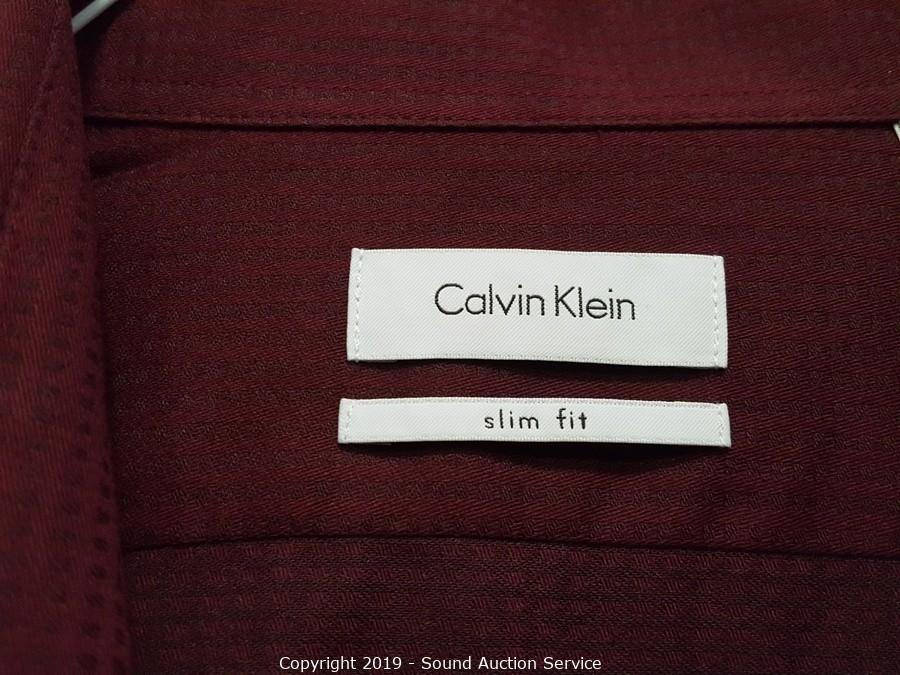 Calvin Klein
slim fit
Copyright 2019 - Sound Auction Service